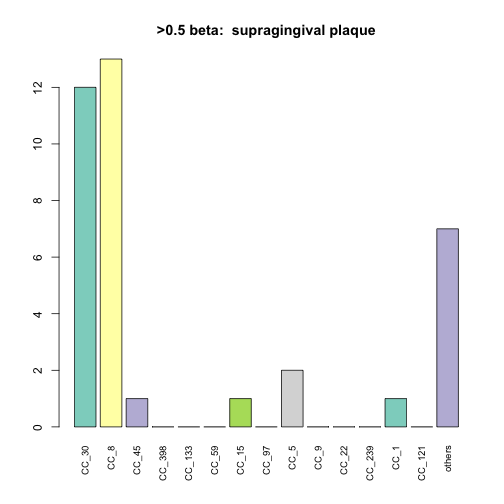 >0.5 beta:  supragingival plaque
12
10
8
6
4
2
0
CC_30
CC_8
CC_45
CC_398
CC_133
CC_59
CC_15
CC_97
CC_5
CC_9
CC_22
CC_239
CC_1
CC_121
others